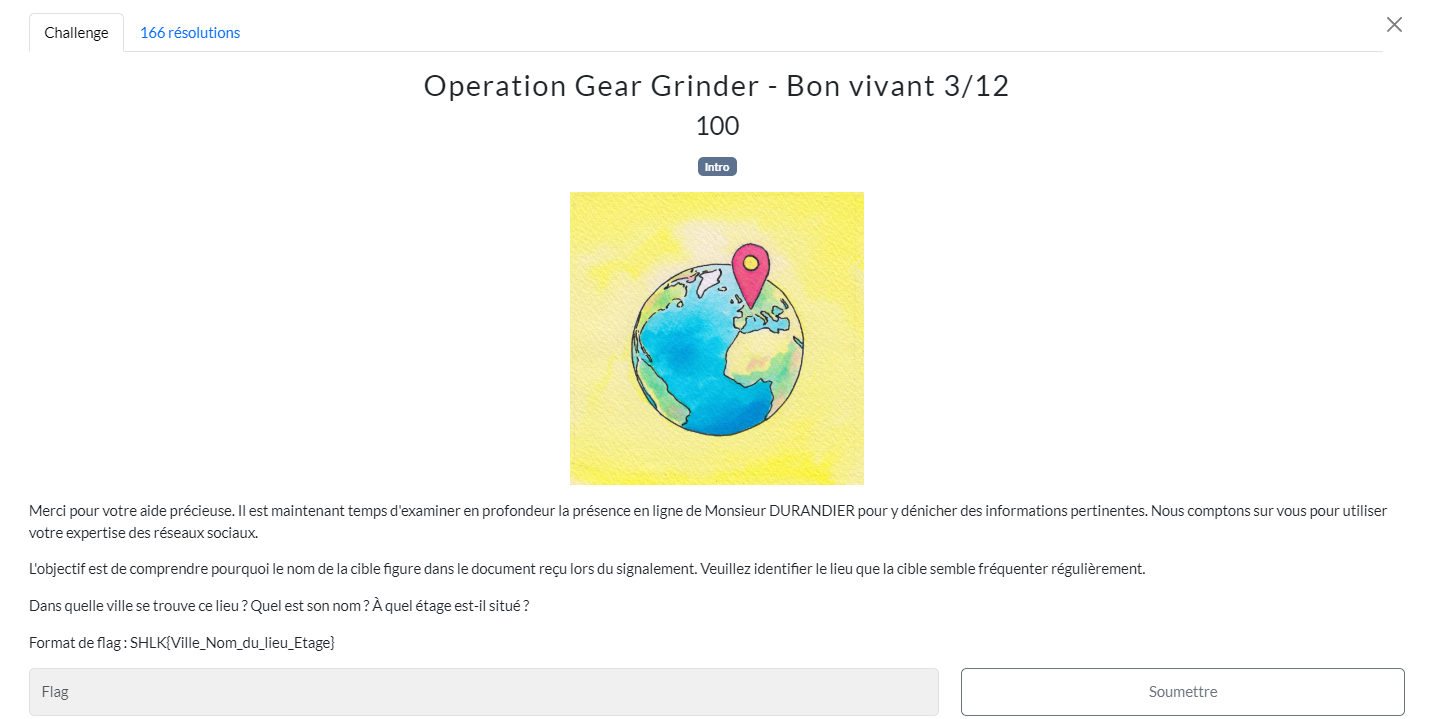 Challenge
166 résolutions
Operation Gear Grinder - Bon vivant 3/12
100
Intro
Merci pour votre aide précieuse. Il est maintenant temps d'examiner en profondeur la présence en ligne de Monsieur DURANDIER pour y dénicher des informations pertinentes. Nous comptons sur vous pour utiliser
votre expertise des réseaux sociaux.
L'objectif est de comprendre pourquoi le nom de la cible figure dans le document reçu lors du signalement. Veuillez identifier le lieu que la cible semble fréquenter régulièrement.
Dans quelle ville se trouve ce lieu ? Quel est son nom ? À quel étage est-il situé ?
Format de flag : SHLK{Ville_Nom_du_lieu_Etage}
Flag
Soumettre